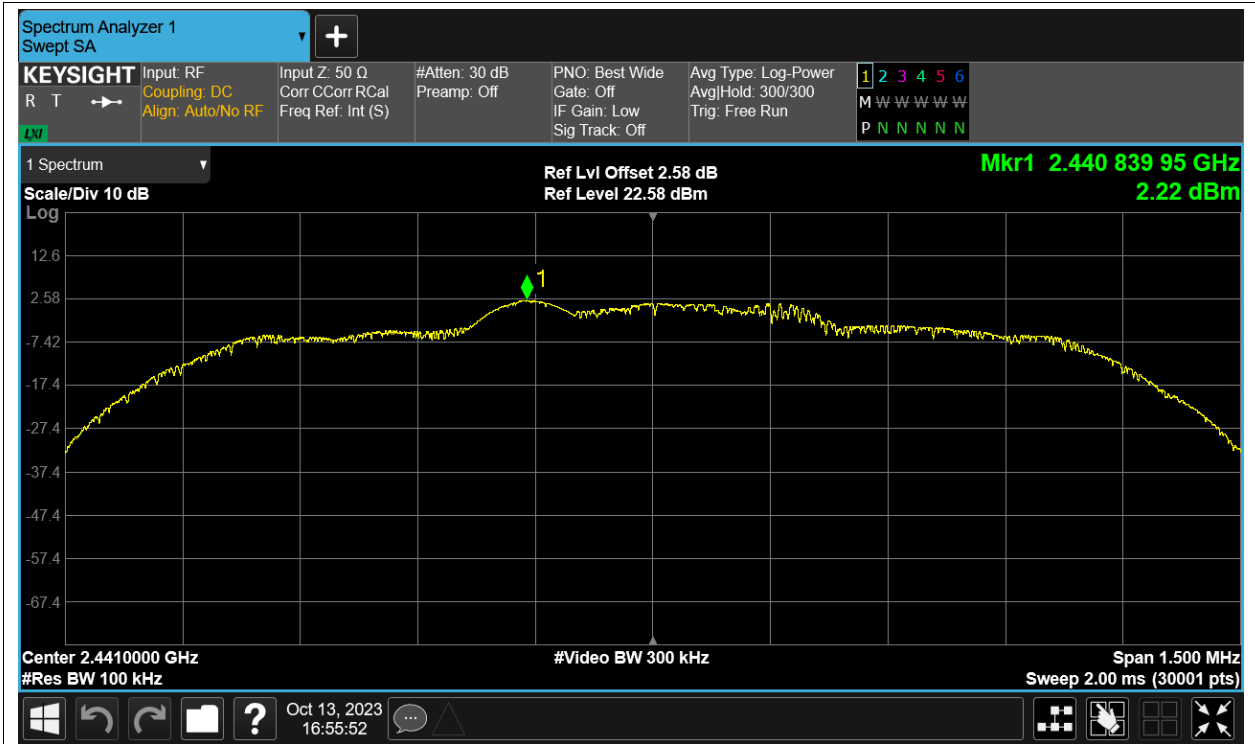 Spectrum Analyzer 1
Swept SA
+
KEYSIGHT
R T
LXI
Input: RF
Coupling: DC
Align: Auto/No RF
Input Z: 50 Ω
Corr CCorr RCal
Freq Ref: Int (S)
#Atten: 30 dB
Preamp: Off
PNO: Best Wide
Gate: Off
IF Gain: Low
Sig Track: Off
Avg Type: Log-Power
Avg|Hold: 300/300
Trig: Free Run
1 2 3 4 5 6
M W W W W W
P N N N N N
1 Spectrum
Scale/Div 10 dB
Ref Lvl Offset 2.58 dB
Ref Level 22.58 dBm
Mkr1 2.440 839 95 GHz
2.22 dBm
Log
12.6
2.58
-7.42
-17.4
-27.4
-37.4
-47.4
-57.4
-67.4
1
Center 2.4410000 GHz
#Res BW 100 kHz
#Video BW 300 kHz
Span 1.500 MHz
Sweep 2.00 ms (30001 pts)
?
Oct 13, 2023
16:55:52